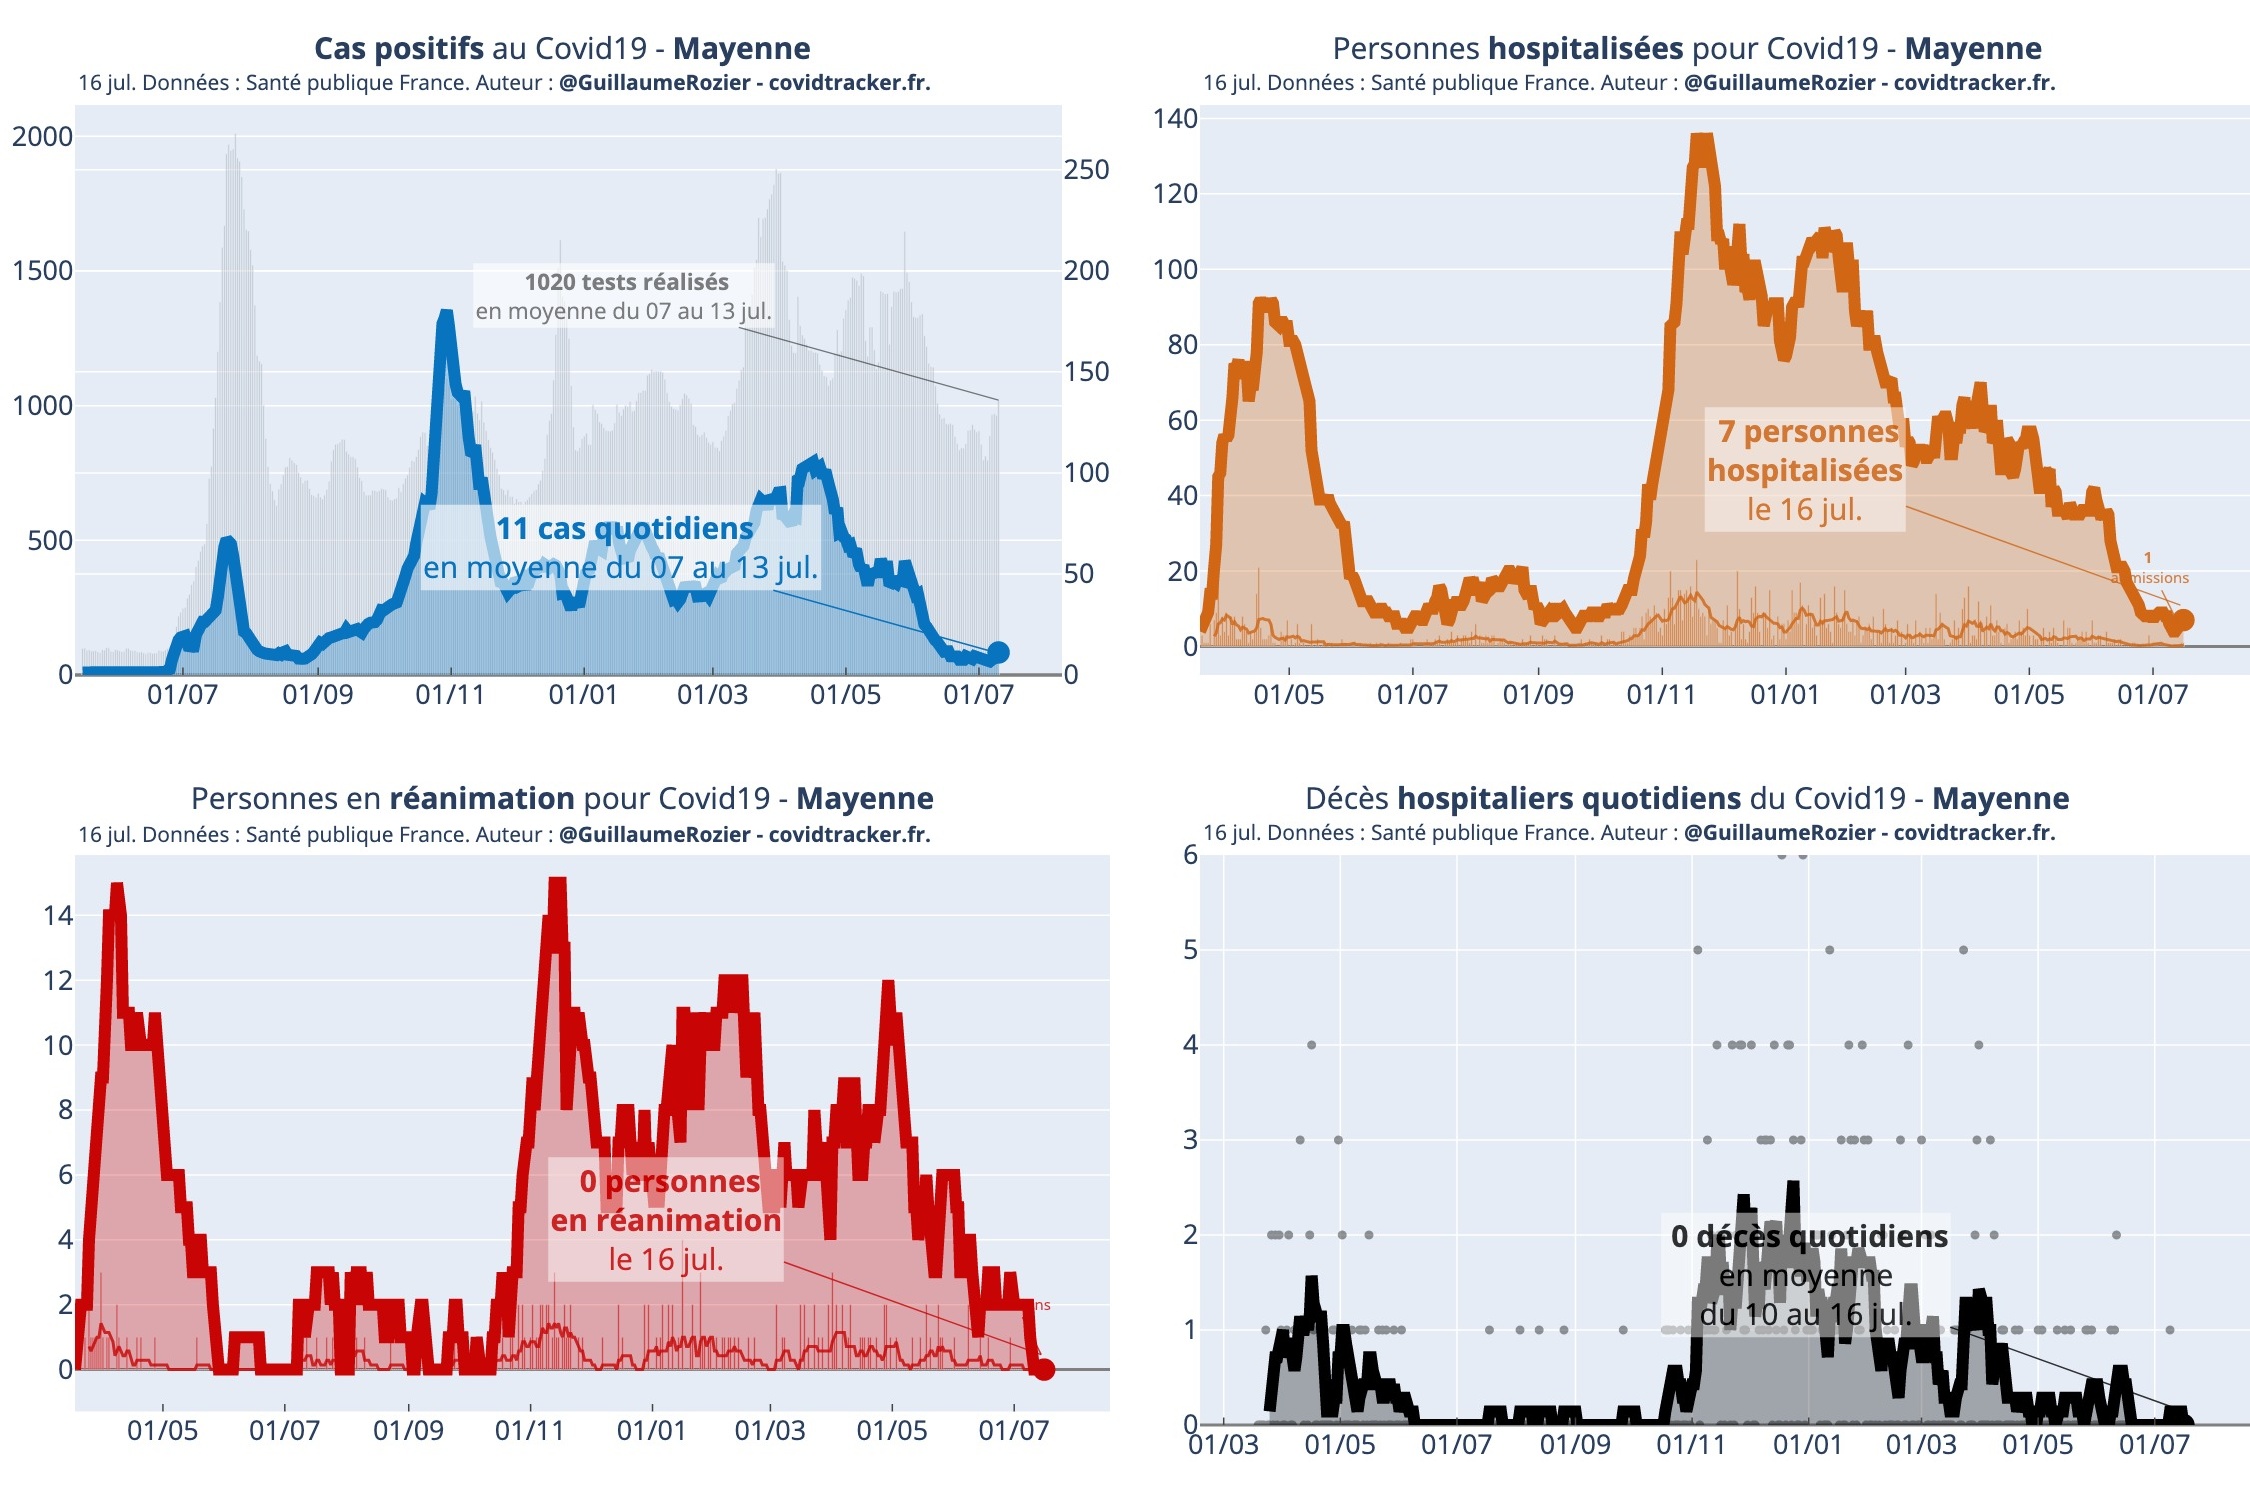 Cas positifs au Covid19 - Mayenne
16 jul. Données : Santé publique France. Auteur : @GuillaumeRozier - covidtracker.fr.
2000
1500
1000
500
0
250
200
150
100
50
0
1020 tests réalisés
en moyenne du 07 au 13 jul.
11 cas quotidiens
en moyenne du 07 au 13 jul.
01/07 01/09 01/11 01/01 01/03 01/05 01/07
Personnes hospitalisées pour Covid19 - Mayenne
16 jul. Données : Santé publique France. Auteur : @GuillaumeRozier - covidtracker.fr.
140
120
100
80
60
40
20
0
7 personnes
hospitalisées
le 16 jul.
1
admissions
01/05 01/07 01/09 01/11 01/01 01/03 01/05 01/07
Personnes en réanimation pour Covid19 - Mayenne
16 jul. Données : Santé publique France. Auteur : @GuillaumeRozier - covidtracker.fr.
14
12
10
8
6
4
2
0
0 personnes
en réanimation
le 16 jul.
01/05 01/07 01/09 01/11 01/01 01/03 01/05 01/07
Décès hospitaliers quotidiens du Covid19 - Mayenne
16 jul. Données : Santé publique France. Auteur : @GuillaumeRozier - covidtracker.fr.
6
5
4
3
2
1
0
0 décès quotidiens
en moyenne
du 10 au 16 jul.
01/03 01/05 01/07 01/09 01/11 01/01 01/03 01/05 01/07